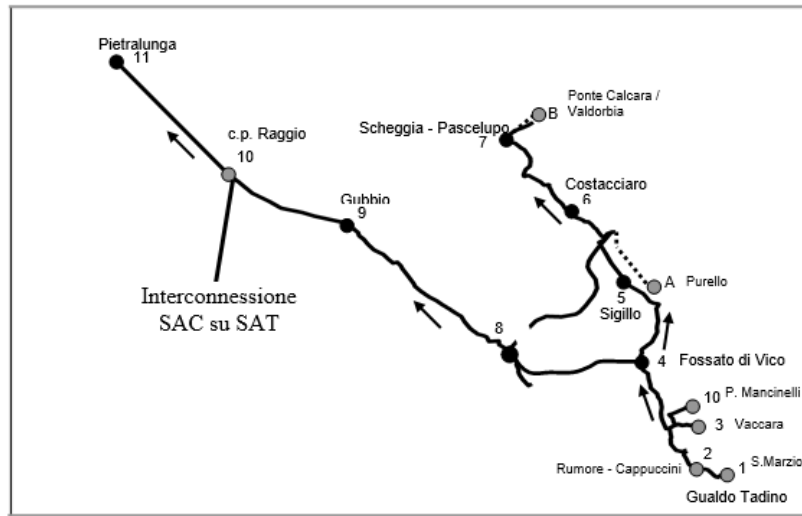 Pietralunga
11
Ponte Calcara /
Valdorbia
B
c.p. Raggio
Scheggia - Pascelupo
7
10
Costacciaro
6
Gubbio
9
Interconnessione
SAC su SAT
A Purello
5
Sigillo
8
4 Fossato di Vico
10 P. Mancinelli
3 Vaccara
2
Rumore - Cappuccini
1 S.Marzio
Gualdo Tadino